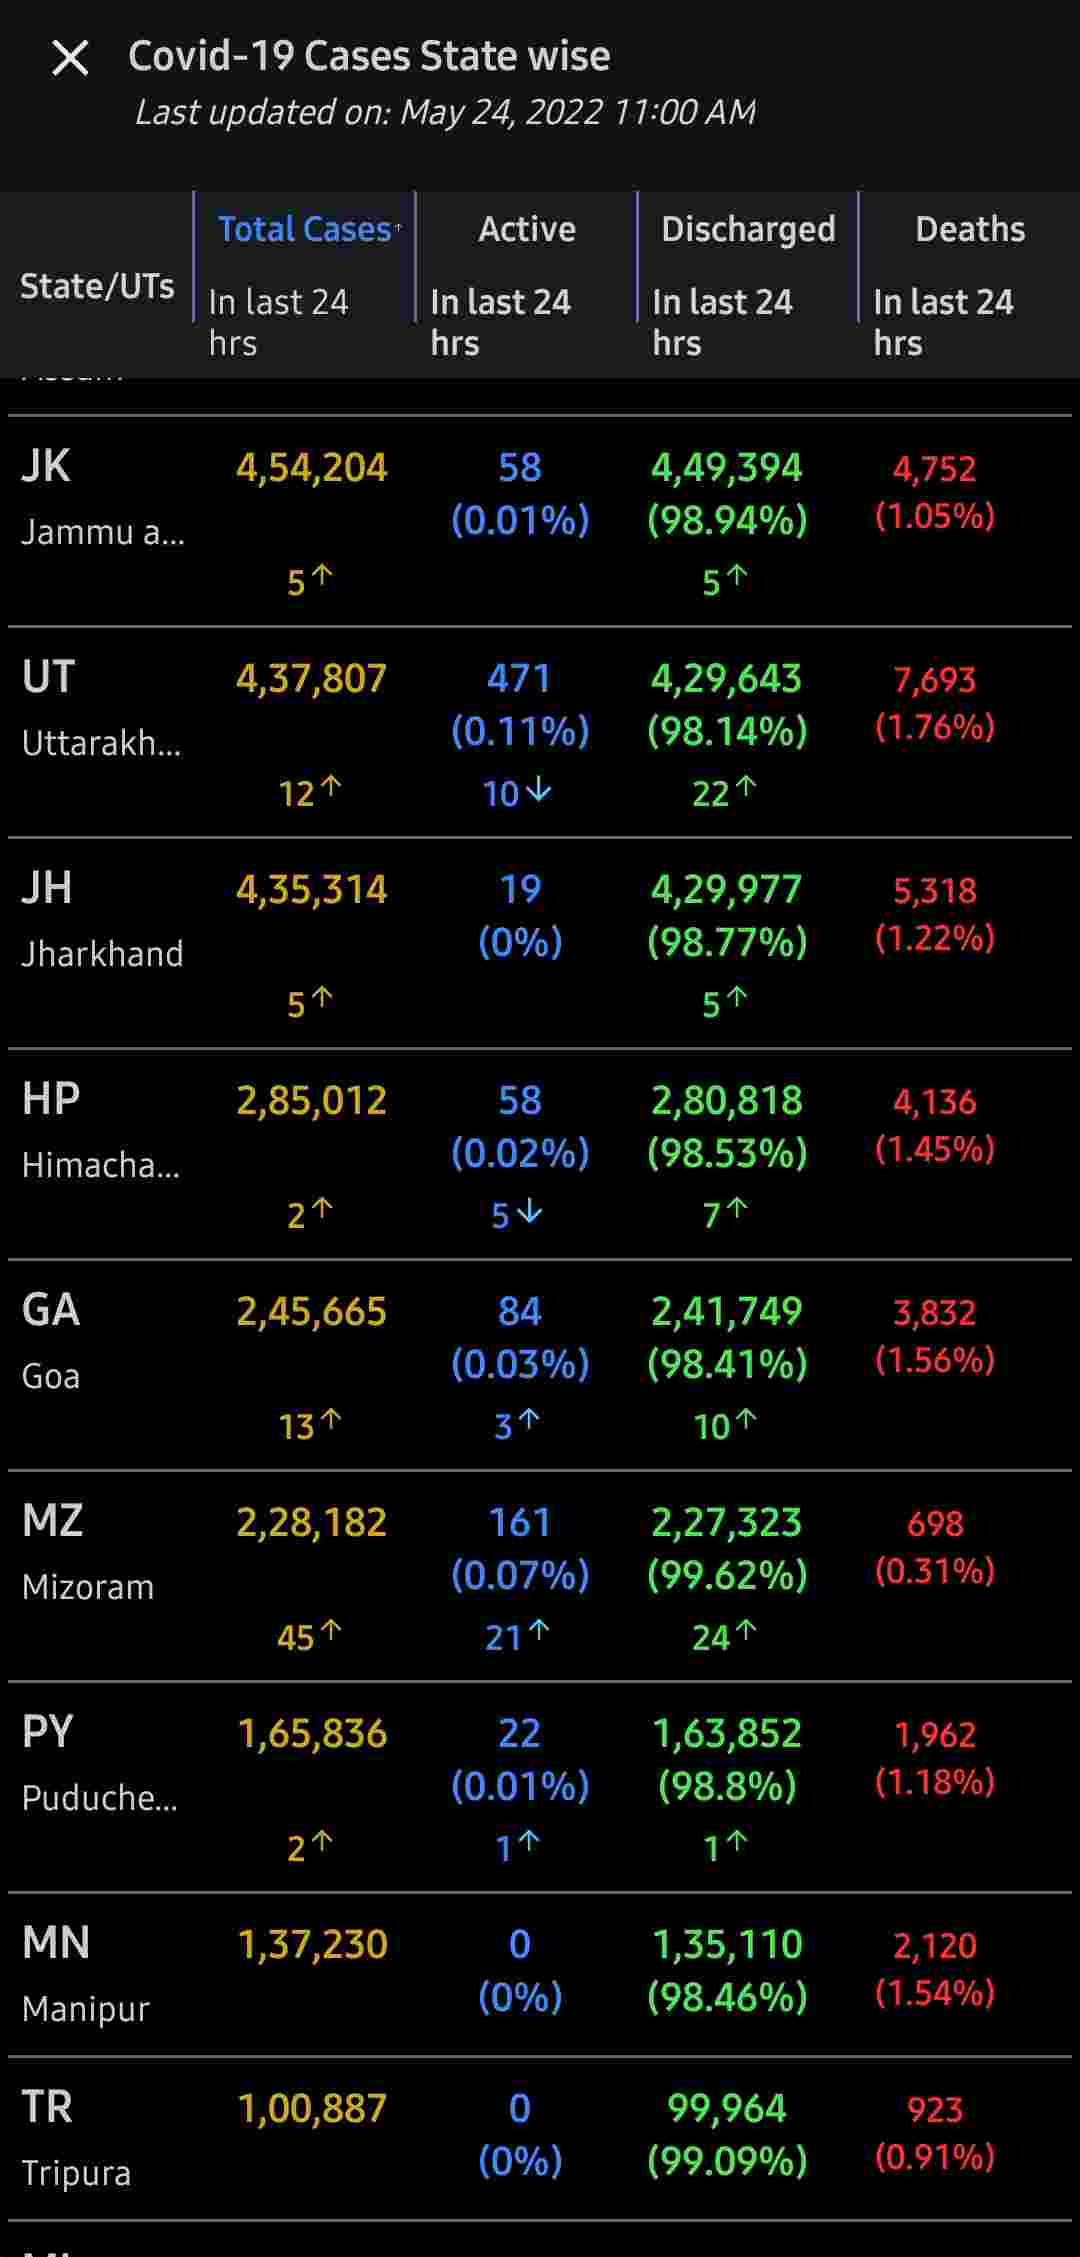 Covid-19 Cases State wise
Last updated on: May 24, 2022 11:00 AM
State/UTs
Total Cases↑ Active Discharged Deaths
In last 24 hrs In last 24 hrs In last 24 hrs In last 24 hrs
JK 4,54,204 58 4,49,394 4,752
Jammu a... (0.01%) (98.94%) (1.05%)
5↑ 5↑
UT 4,37,807 471 4,29,643 7,693
Uttarakh... (0.11%) (98.14%) (1.76%)
12↑ 10↓ 22↑
JH 4,35,314 19 4,29,977 5,318
Jharkhand (0%) (98.77%) (1.22%)
5↑ 5↑
HP 2,85,012 58 2,80,818 4,136
Himacha... (0.02%) (98.53%) (1.45%)
2↑ 5↓ 7↑
GA 2,45,665 84 2,41,749 3,832
Goa (0.03%) (98.41%) (1.56%)
13↑ 3↑ 10↑
MZ 2,28,182 161 2,27,323 698
Mizoram (0.07%) (99.62%) (0.31%)
45↑ 21↑ 24↑
PY 1,65,836 22 1,63,852 1,962
Puduche... (0.01%) (98.8%) (1.18%)
2↑ 1↑ 1↑
MN 1,37,230 0 1,35,110 2,120
Manipur (0%) (98.46%) (1.54%)
TR 1,00,887 0 99,964 923
Tripura (0%) (99.09%) (0.91%)